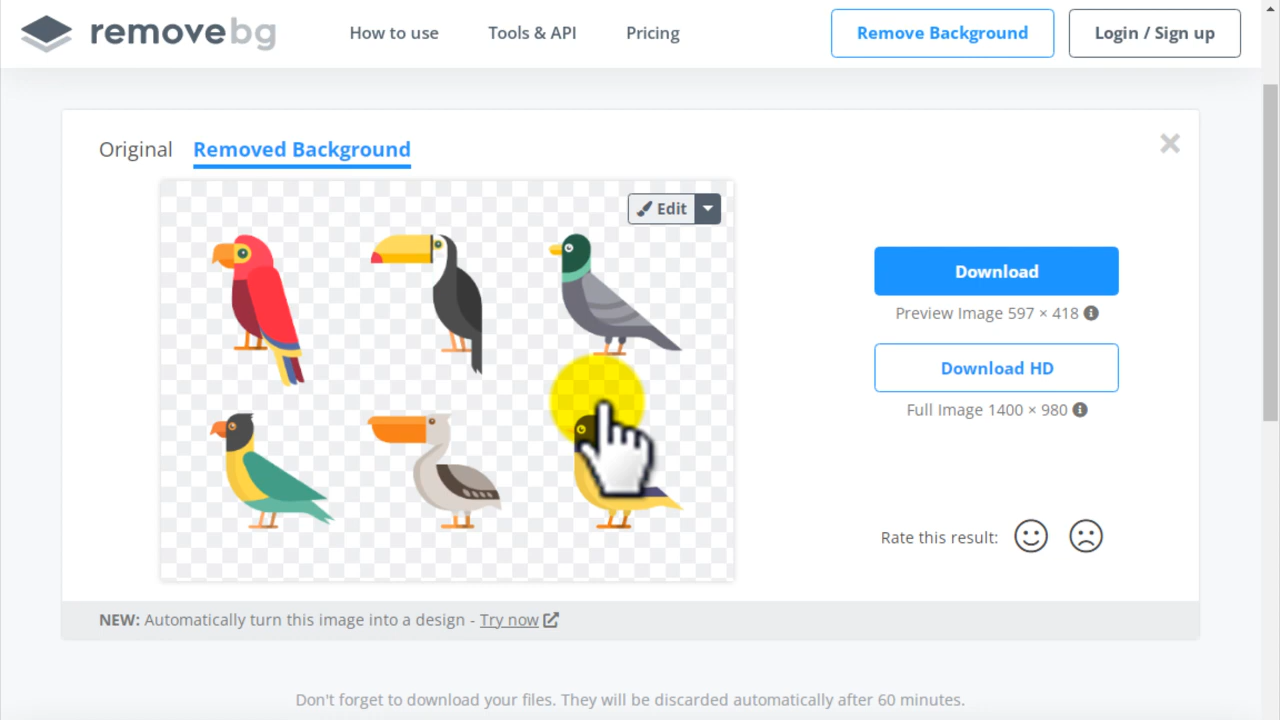 removebg
How to use
Tools & API
Pricing
Remove Background
Login / Sign up
Original
Removed Background
Edit
Download
Preview Image 597 × 418
Download HD
Full Image 1400 × 980
Rate this result:
NEW: Automatically turn this image into a design - Try now
Don't forget to download your files. They will be discarded automatically after 60 minutes.